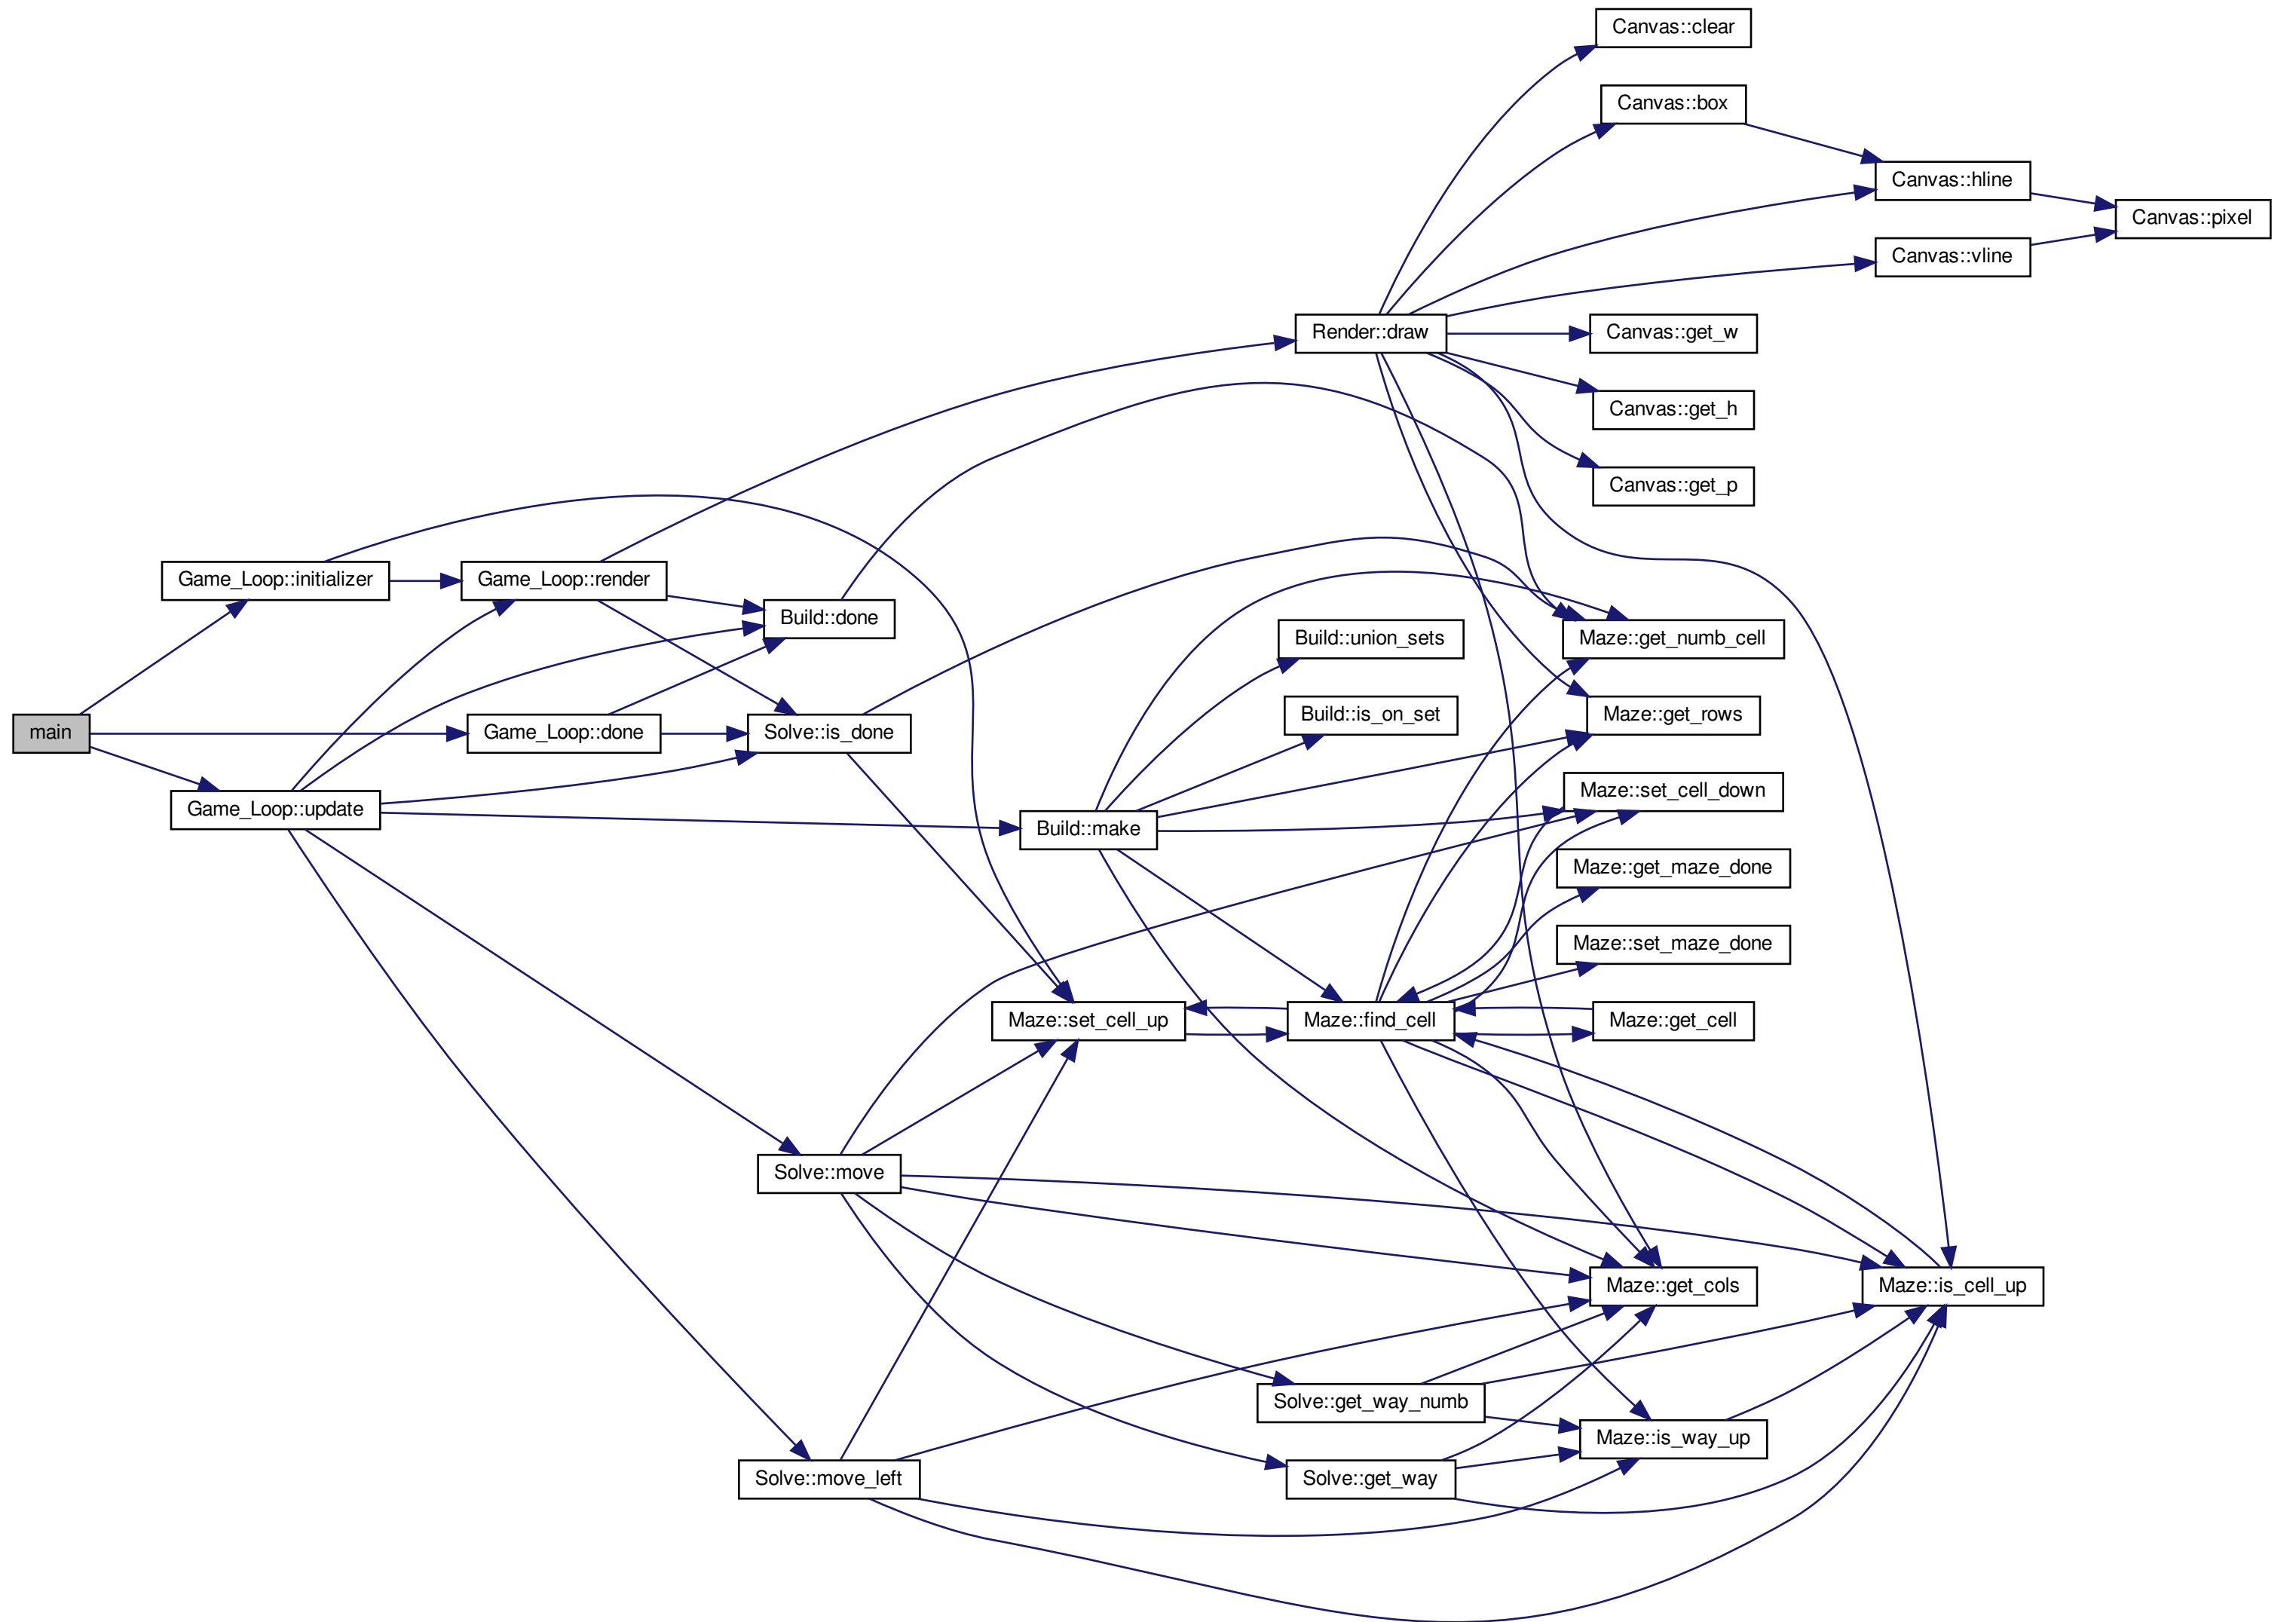 Canvas::clear
Canvas::box
Canvas::hline
Canvas::pixel
Canvas::vline
Render::draw
Canvas::get_w
Canvas::get_h
Canvas::get_p
Game_Loop::initializer
Game_Loop::render
Build::done
Build::union_sets
Maze::get_numb_cell
Build::is_on_set
Maze::get_rows
main
Game_Loop::done
Solve::is_done
Maze::set_cell_down
Game_Loop::update
Build::make
Maze::get_maze_done
Maze::set_maze_done
Maze::set_cell_up
Maze::find_cell
Maze::get_cell
Solve::move
Maze::get_cols
Maze::is_cell_up
Solve::get_way_numb
Maze::is_way_up
Solve::move_left
Solve::get_way